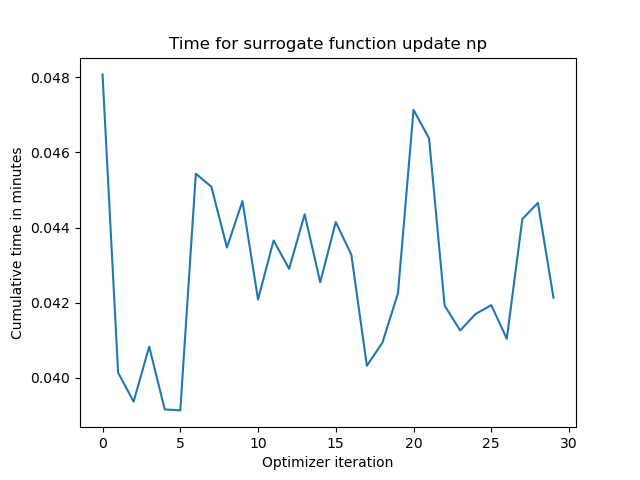 Time for surrogate function update np
Cumulative time in minutes
0.048
0.046
0.044
0.042
0.040
0 5 10 15 20 25 30
Optimizer iteration